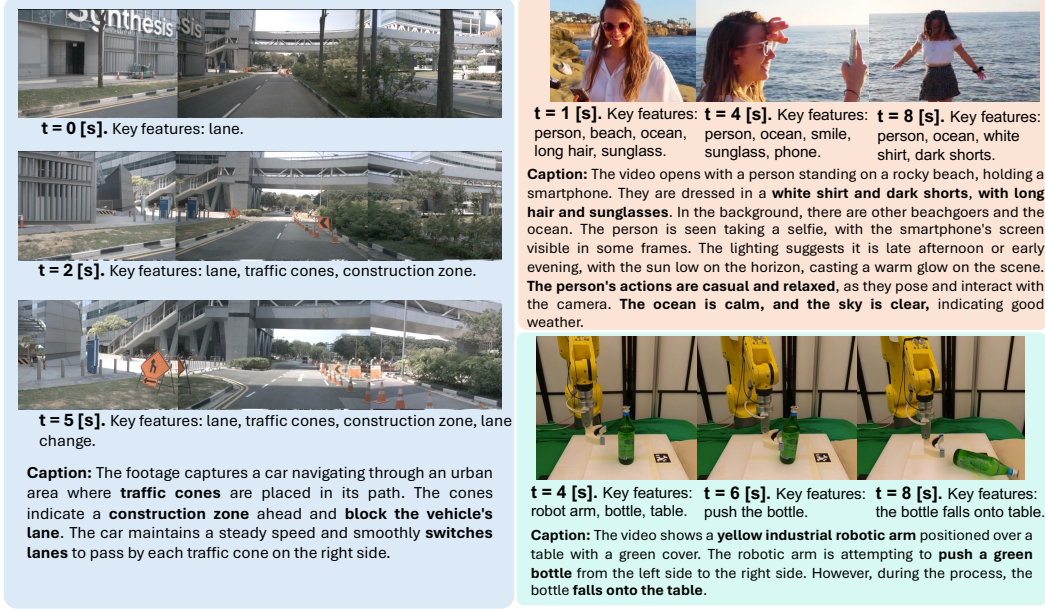 Synthesis
sis
t = 0 [s]. Key features: lane.
t = 2 [s]. Key features: lane, traffic cones, construction zone.
t = 5 [s]. Key features: lane, traffic cones, construction zone, lane
change.
Caption: The footage captures a car navigating through an urban
area where traffic cones are placed in its path. The cones
indicate a construction zone ahead and block the vehicle's
lane. The car maintains a steady speed and smoothly switches
lanes to pass by each traffic cone on the right side.
t = 1 [s]. Key features:
person, beach, ocean,
long hair, sunglass.
t = 4 [s]. Key features:
person, ocean, smile,
sunglass, phone.
t = 8 [s]. Key features:
person, ocean, white
shirt, dark shorts.
Caption: The video opens with a person standing on a rocky beach, holding a
smartphone. They are dressed in a white shirt and dark shorts, with long
hair and sunglasses. In the background, there are other beachgoers and the
ocean. The person is seen taking a selfie, with the smartphone's screen
visible in some frames. The lighting suggests it is late afternoon or early
evening, with the sun low on the horizon, casting a warm glow on the scene.
The person's actions are casual and relaxed, as they pose and interact with
the camera. The ocean is calm, and the sky is clear, indicating good
weather.
t = 4 [s]. Key features:
robot arm, bottle, table.
t = 6 [s]. Key features:
push the bottle.
t = 8 [s]. Key features:
the bottle falls onto table.
Caption: The video shows a yellow industrial robotic arm positioned over a
table with a green cover. The robotic arm is attempting to push a green
bottle from the left side to the right side. However, during the process, the
bottle falls onto the table.